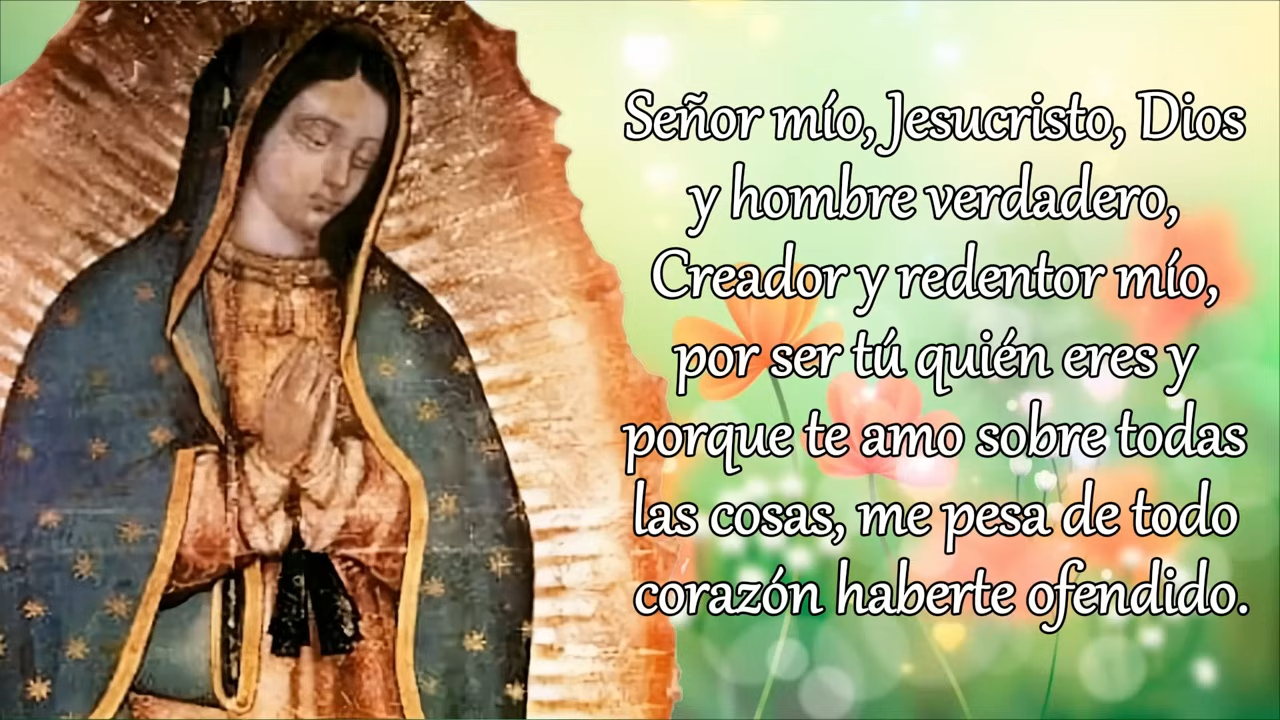 Señor mío, Jesucristo, Dios
y hombre verdadero,
Creador y redentor mío,
por ser tú quién eres y
porque te amo sobre todas
las cosas, me pesa de todo
corazón haberte ofendido.